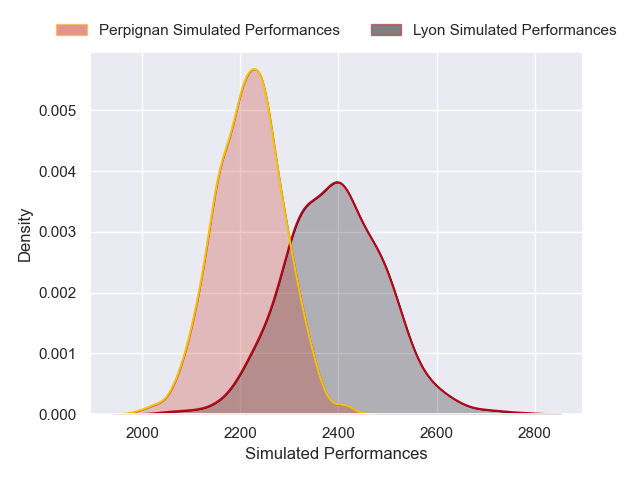 Perpignan Simulated Performances
Lyon Simulated Performances
Density
0.005
0.004
0.003
0.002
0.001
0.000
2000
2200
2400
2600
2800
Simulated Performances